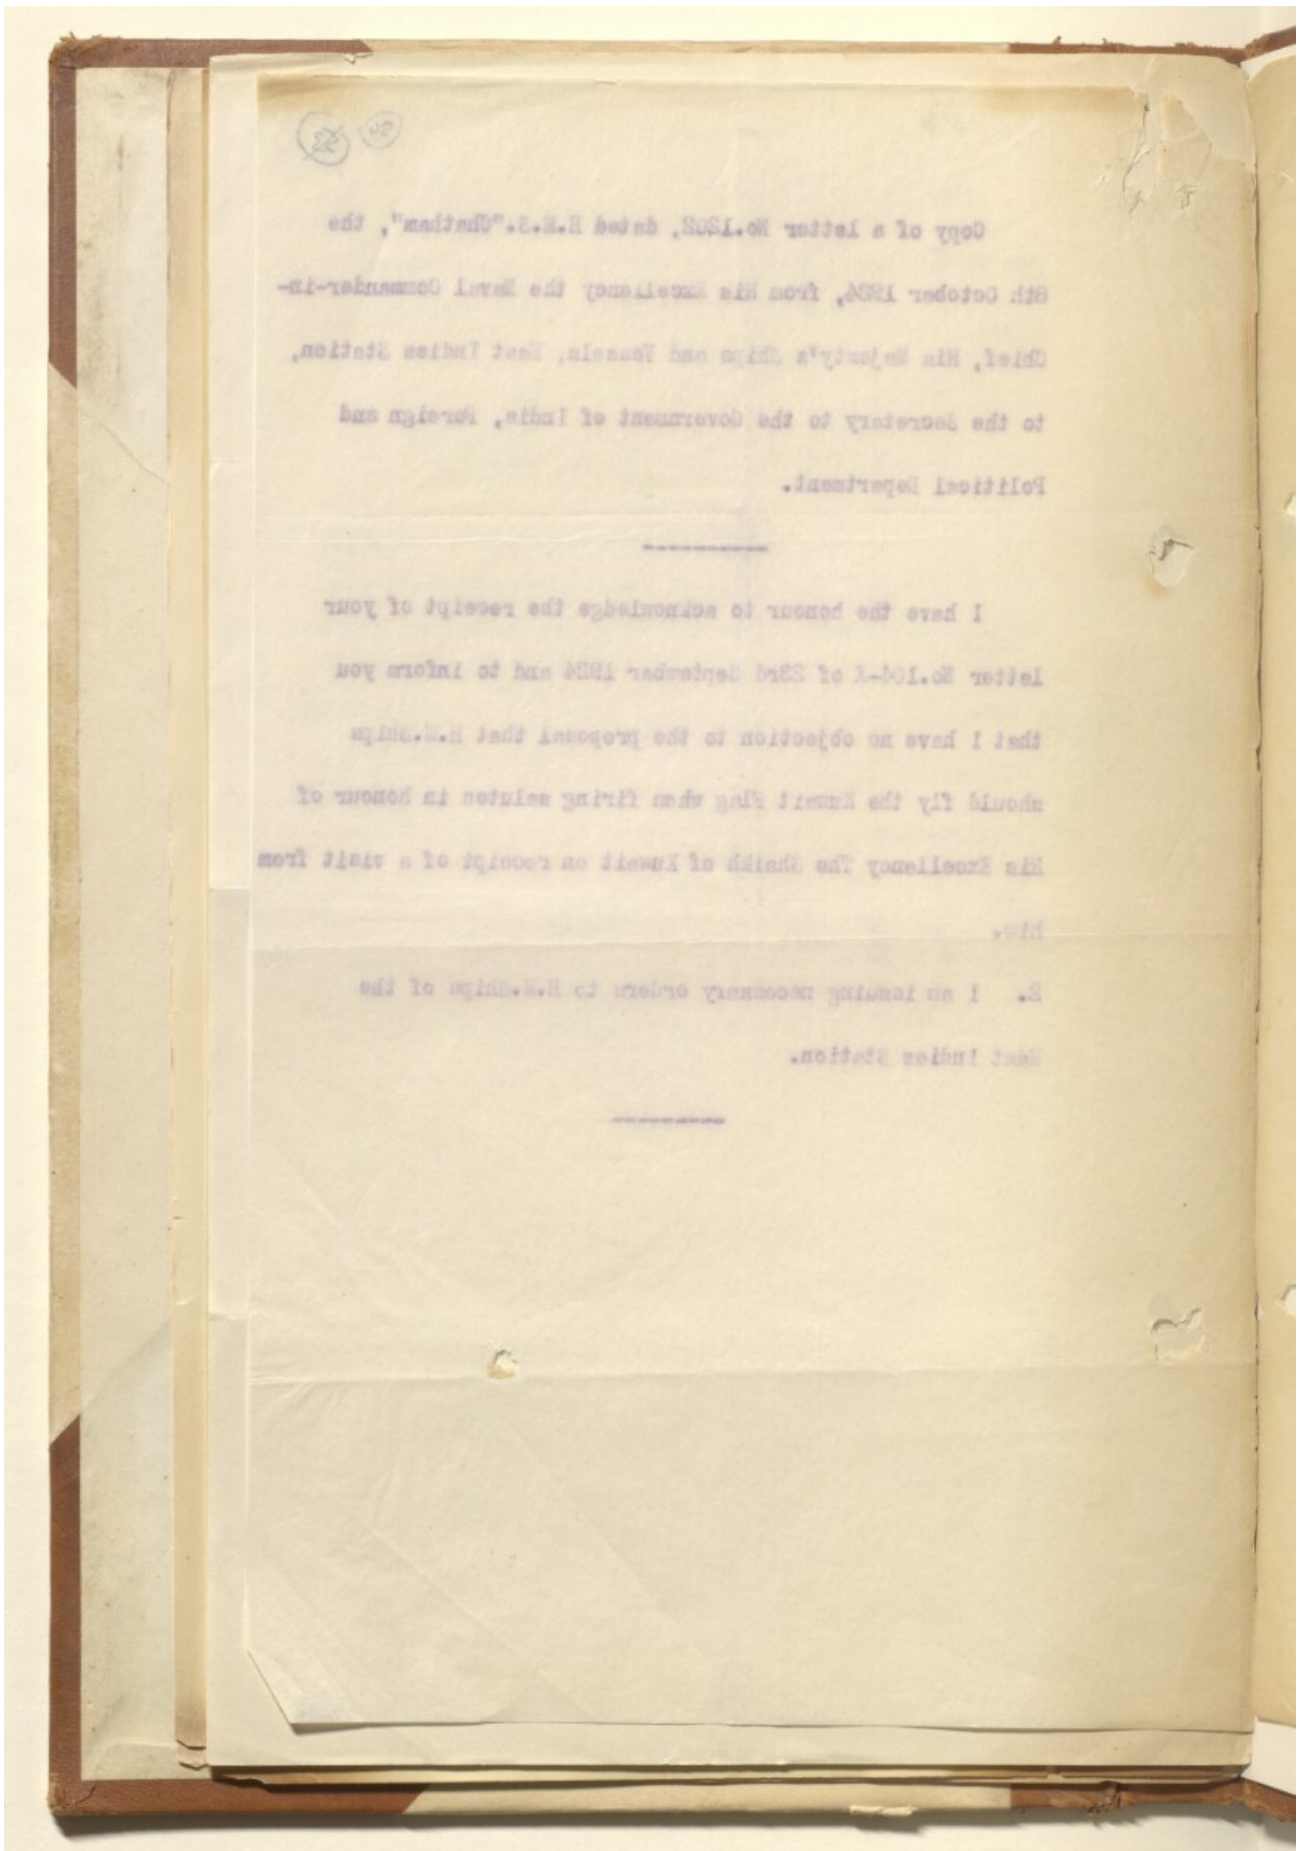 Copy of a letter No.1202, dated H.M.S."Chatham", the
8th October 1924, from His Excellency the Naval Commander-in-
Chief, His Majesty's Ships and Vessels, East Indies Station,
to the Secretary to the Government of India, Foreign and
Political Department.
I have the honour to acknowledge the receipt of your
letter No.104-X of 23rd September 1924 and to inform you
that I have no objection to the proposal that H.M.Ships
should fly the Kuwait Flag when firing salutes in honour of
His Excellency The Shaikh of Kuwait on receipt of a visit from
him.
2. I am issuing necessary orders to H.M.Ships of the
East Indies Station.